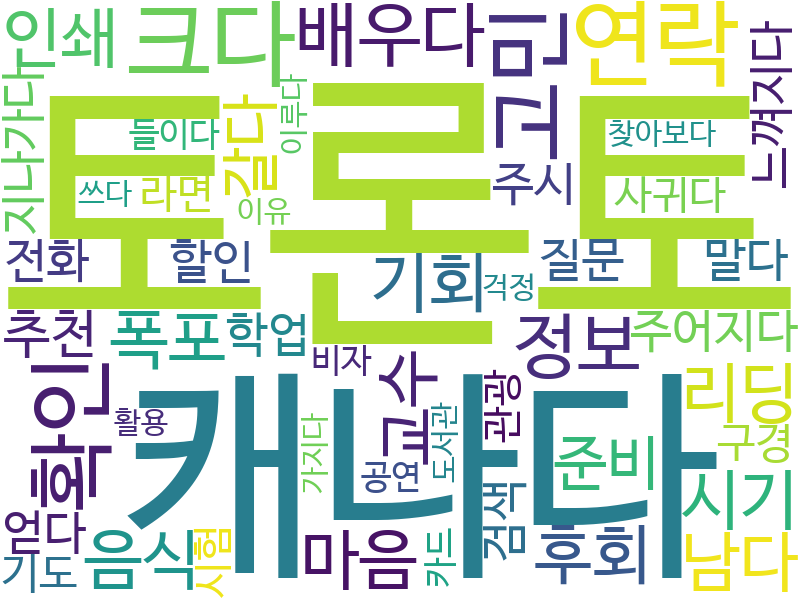 인쇄
크다
배우다
민
연락
느껴지다
지나가다
들이다
갈다
이루다
고
찾아보다
토론토
쓰다
라면
이유
주시
사귀다
전화
할인
기회
걱정
질문
말다
추천
폭포
학업
비자
정보
주어지다
확인
캐나다
활용
가지다
교수
도서관
관광
공연
준비
리딩
구경
얻다
기도
음식
시험
마음
카드
검색
후회
시기
남다